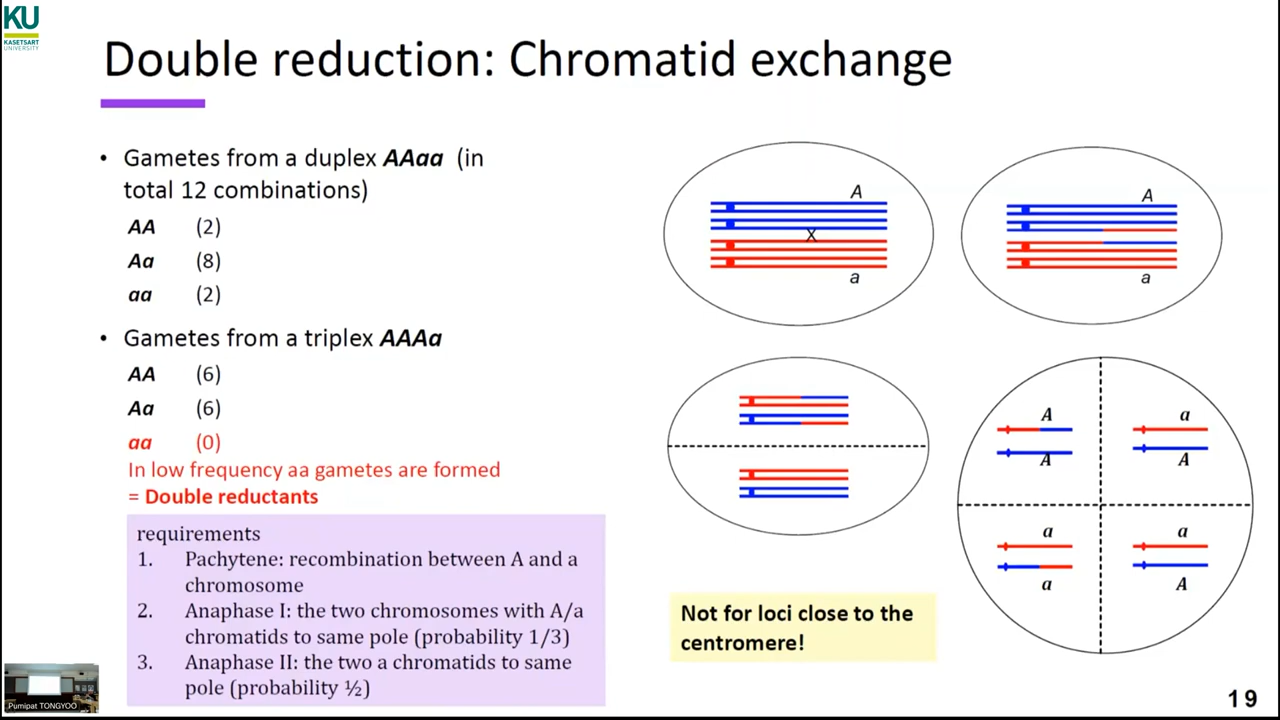 KU
KASETSART
UNIVERSITY
Double reduction: Chromatid exchange
• Gametes from a duplex AAaa (in
total 12 combinations)
AA (2)
Aa (8)
aa (2)
• Gametes from a triplex AAAa
AA (6)
Aa (6)
aa (0)
In low frequency aa gametes are formed
= Double reductants
requirements
1. Pachytene: recombination between A and a
chromosome
2. Anaphase I: the two chromosomes with A/a
chromatids to same pole (probability 1/3)
3. Anaphase II: the two a chromatids to same
pole (probability ½)
A
X
a
A
a
A
A
a
A
a
a
a
A
Not for loci close to the
centromere!
Pumipat TONGYOO
19